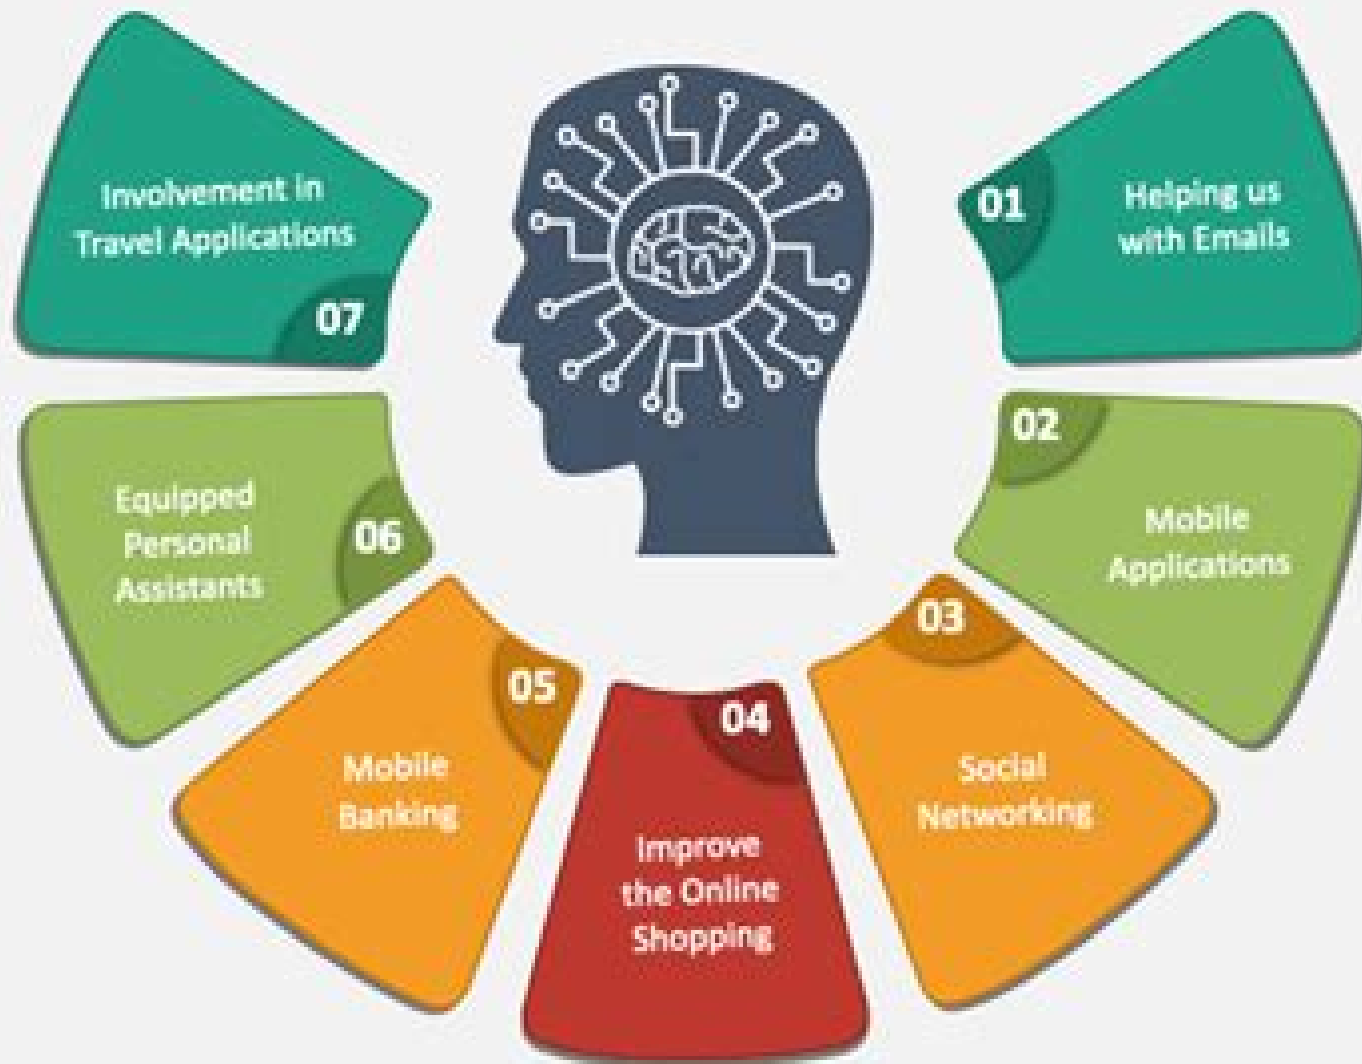 01
Helping us
with Emails
02
Mobile
Applications
03
Social
Networking
04
Improve
the Online
Shopping
05
Mobile
Banking
06
Equipped
Personal
Assistants
07
Involvement in
Travel Applications